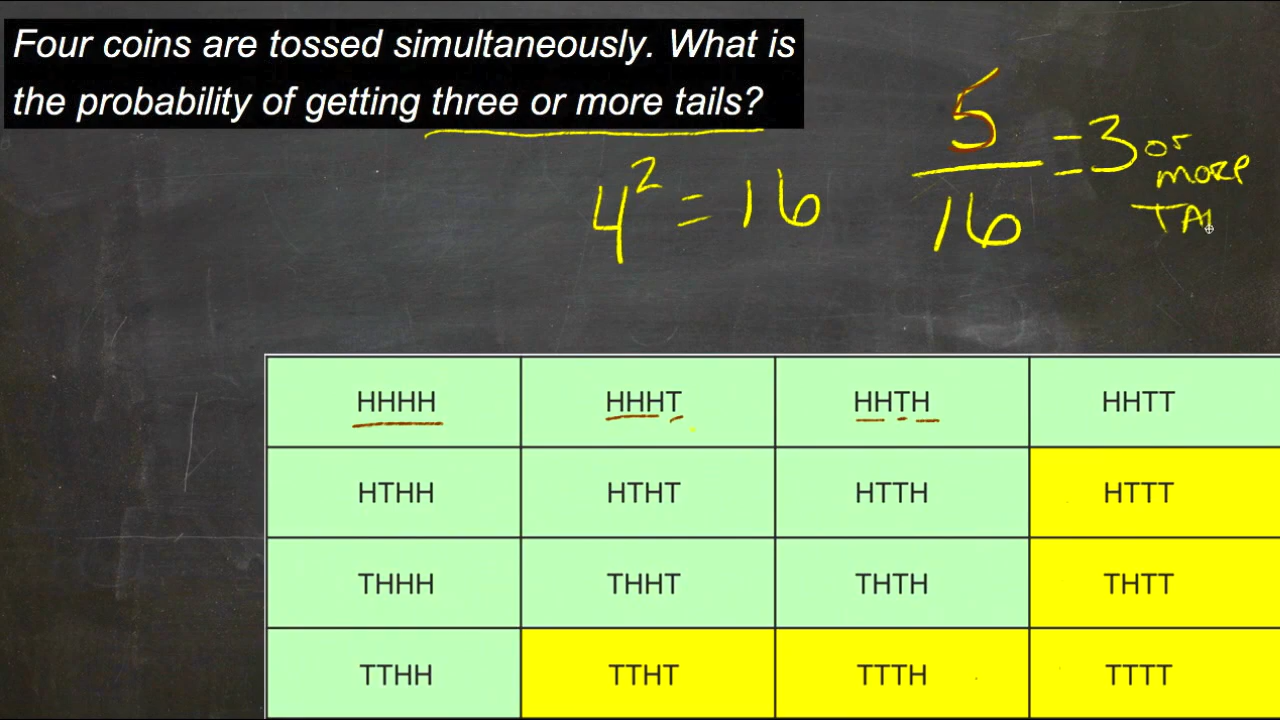 Four coins are tossed simultaneously. What is
the probability of getting three or more tails?
4² = 16
5
16
= 3 or
more
TAI
HHHH HHHT HHTH HHTT
HTHH HTHT HTTH HTTT
THHH THHT THTH THTT
TTHH TTHT TTTH TTTT